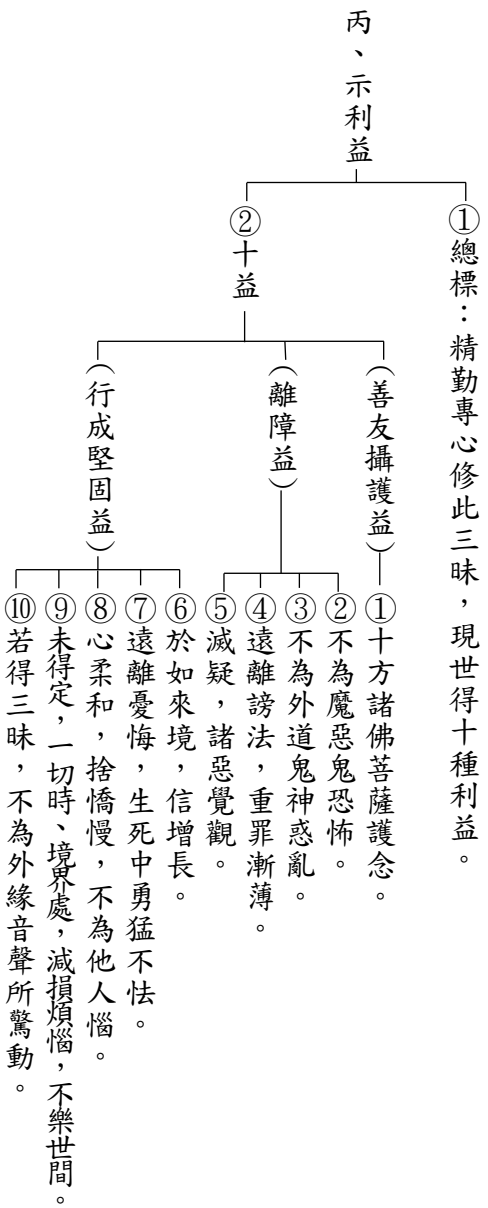 丙、示利益
①總標：精勤專心修此三昧，現世得十種利益。
②十益
（善友攝護益）
①十方諸佛菩薩護念。
②不為魔惡鬼恐怖。
③不為外道鬼神惑亂。
④遠離謗法，重罪漸薄。
⑤滅疑，諸惡覺觀。
（離障益）
⑥於如來境，信增長。
⑦遠離憂悔，生死中勇猛不怯。
⑧心柔和，捨憍慢，不為他人惱。
⑨未得定，一切時、境界處，減損煩惱，不樂世間。
⑩若得三昧，不為外緣音聲所驚動。
（行成堅固益）